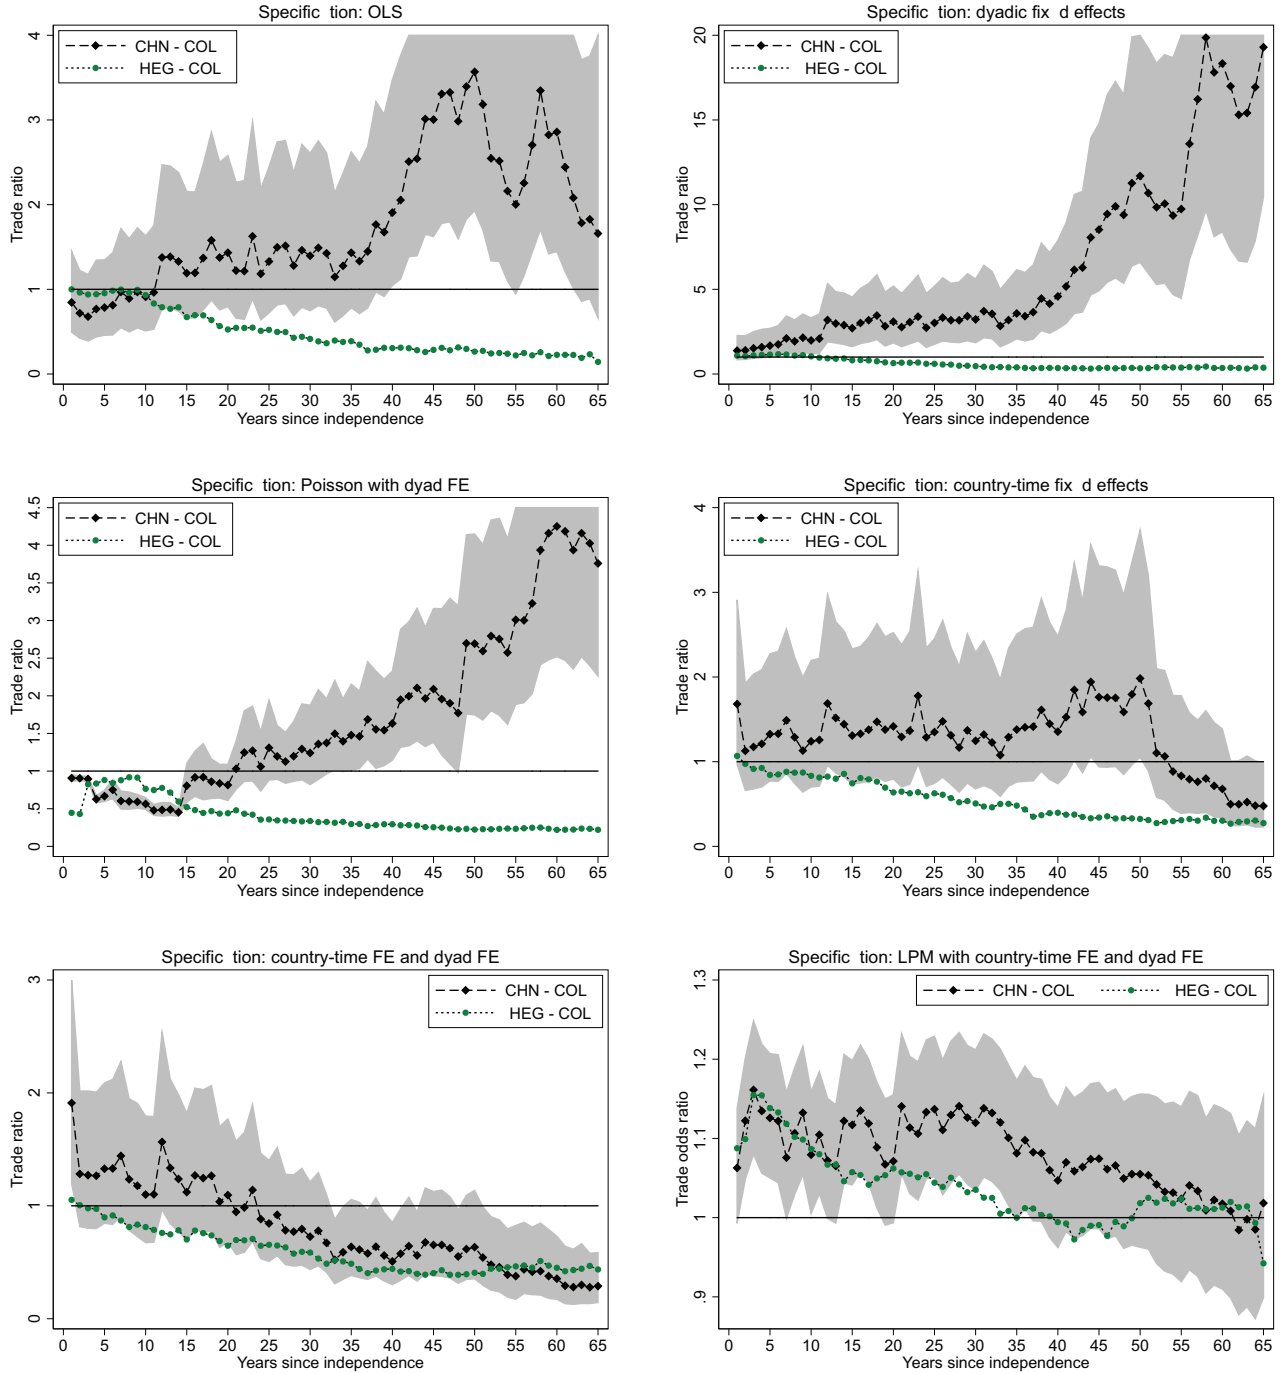 Specific tion: OLS
CHN - COL
HEG - COL
Trade ratio
4
3
2
1
0
0 5 10 15 20 25 30 35 40 45 50 55 60 65
Years since independence
Specific tion: dyadic fix d effects
CHN - COL
HEG - COL
Trade ratio
20
15
10
5
0
0 5 10 15 20 25 30 35 40 45 50 55 60 65
Years since independence
Specific tion: Poisson with dyad FE
CHN - COL
HEG - COL
Trade ratio
4.5
4
3.5
3
2.5
2
1.5
1
.5
0
0 5 10 15 20 25 30 35 40 45 50 55 60 65
Years since independence
Specific tion: country-time fix d effects
CHN - COL
HEG - COL
Trade ratio
4
3
2
1
0
0 5 10 15 20 25 30 35 40 45 50 55 60 65
Years since independence
Specific tion: country-time FE and dyad FE
CHN - COL
HEG - COL
Trade ratio
3
2
1
0
0 5 10 15 20 25 30 35 40 45 50 55 60 65
Years since independence
Specific tion: LPM with country-time FE and dyad FE
CHN - COL HEG - COL
Trade odds ratio
1.3
1.2
1.1
1
.9
0 5 10 15 20 25 30 35 40 45 50 55 60 65
Years since independence